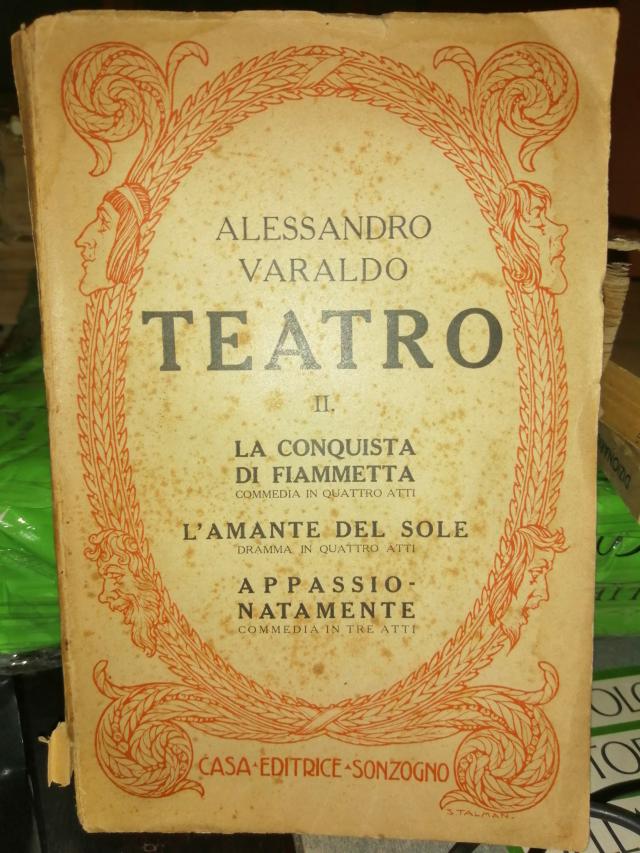 ALESSANDRO
VARALDO
TEATRO
II.
LA CONQUISTA
DI FIAMMETTA
COMMEDIA IN QUATTRO ATTI
L'AMANTE DEL SOLE
DRAMMA IN QUATTRO ATTI
APPASSIO-
NATAMENTE
COMMEDIA IN TRE ATTI
CASA EDITRICE SONZOGNO
S. TALMAN.